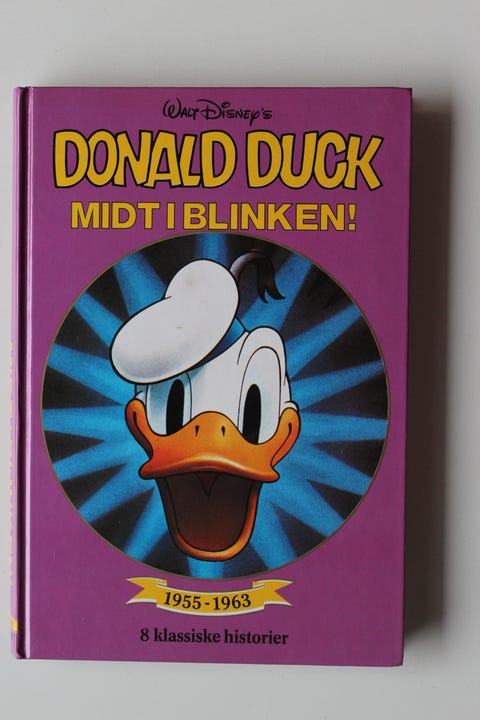 WALT DISNEY'S
DONALD DUCK
MIDT I BLINKEN!
1955-1963
8 klassiske historier